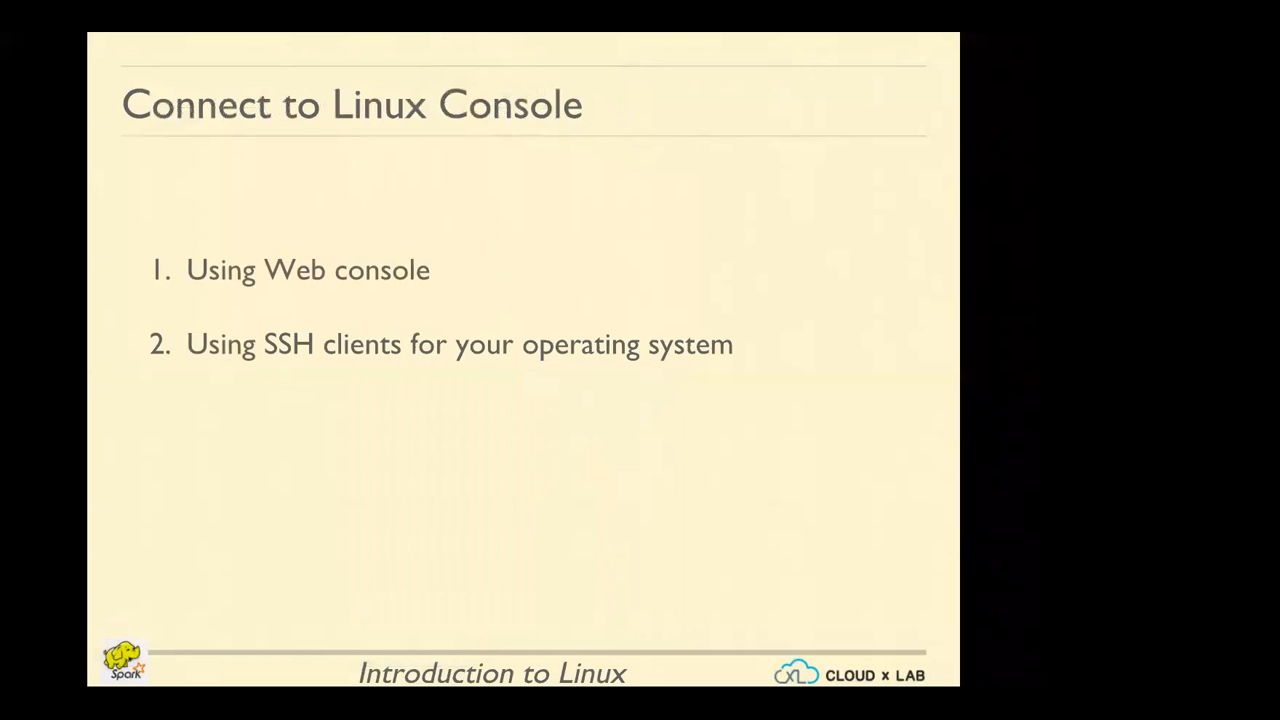 Connect to Linux Console
1. Using Web console
2. Using SSH clients for your operating system
Spark
Introduction to Linux
XL CLOUD x LAB